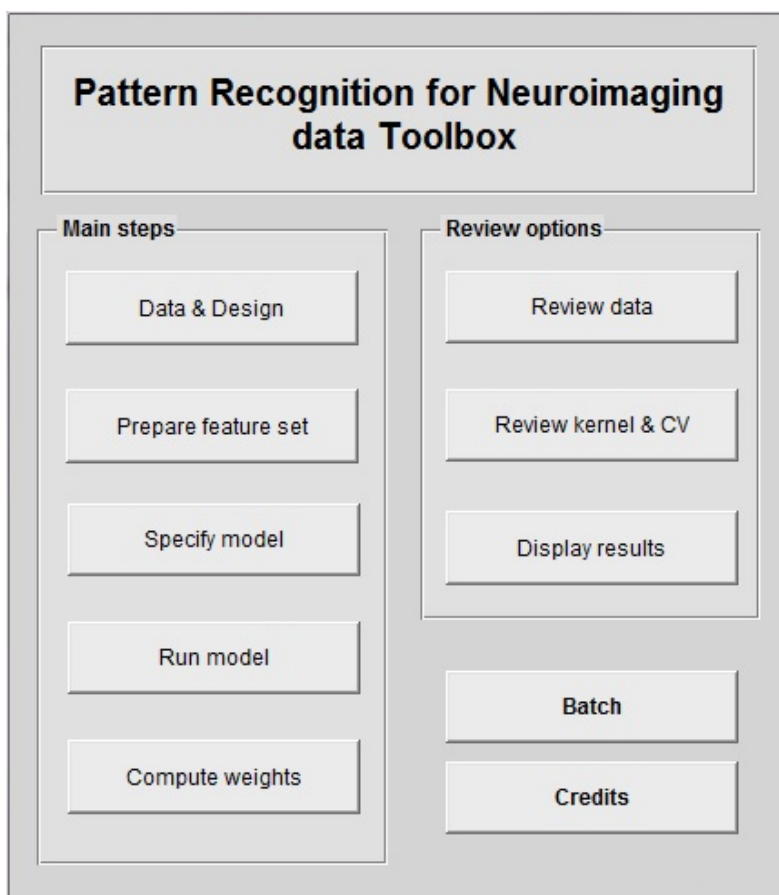 Pattern Recognition for Neuroimaging
data Toolbox
Main steps
Data & Design
Prepare feature set
Specify model
Run model
Compute weights
Review options
Review data
Review kernel & CV
Display results
Batch
Credits